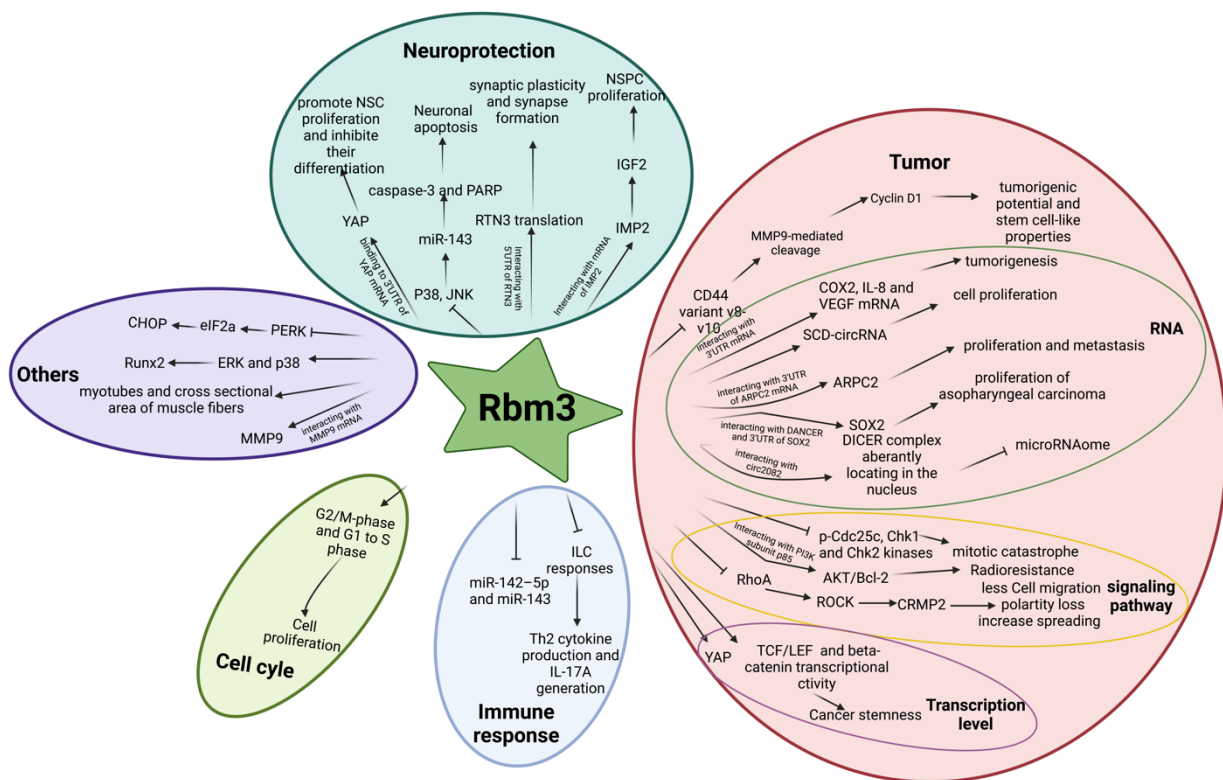 Neuroprotection
promote NSC
proliferation
and inhibite
their
differentiation
YAP
binding to 3'UTR of
YAP mRNA
Neuronal
apoptosis
caspase-3 and PARP
miR-143
P38, JNK
synaptic plasticity
and synapse
formation
RTN3 translation
Interacting with
5'UTR of RTN3
NSPC
proliferation
IGF2
IMP2
Interacting with mRNA
of IMP2
Others
CHOP
eIF2a
PERK
Runx2
ERK and p38
myotubes and cross sectional
area of muscle fibers
MMP9
interacting with
MMP9 mRNA
Rbm3
G2/M-phase
and G1 to S
phase
Cell
proliferation
Cell cyle
miR-142–5p
and miR-143
ILC
responses
Th2 cytokine
production and
IL-17A
generation
Immune
response
Tumor
CD44
variant v8-
v10
MMP9-mediated
cleavage
Cyclin D1
tumorigenic
potential and
stem cell-like
properties
RNA
interacting with
3'UTR mRNA
COX2, IL-8 and
VEGF mRNA
tumorigenesis
SCD-circRNA
cell proliferation
interacting with 3'UTR
of ARPC2 mRNA
ARPC2
proliferation and metastasis
interacting with DANCER
and 3'UTR of SOX2
SOX2
proliferation of
asopharyngeal carcinoma
interacting with
circ2082
DICER complex
aberantly
locating in the
nucleus
microRNAome
p-Cdc25c, Chk1
and Chk2 kinases
mitotic catastrophe
Interacting with PI3K
subunit p85
AKT/Bcl-2
Radioresistance
RhoA
ROCK
CRMP2
less Cell migration
polartity loss
increase spreading
signaling
pathway
YAP
TCF/LEF and beta-
catenin transcriptional
ctivity
Cancer stemness
Transcription
level